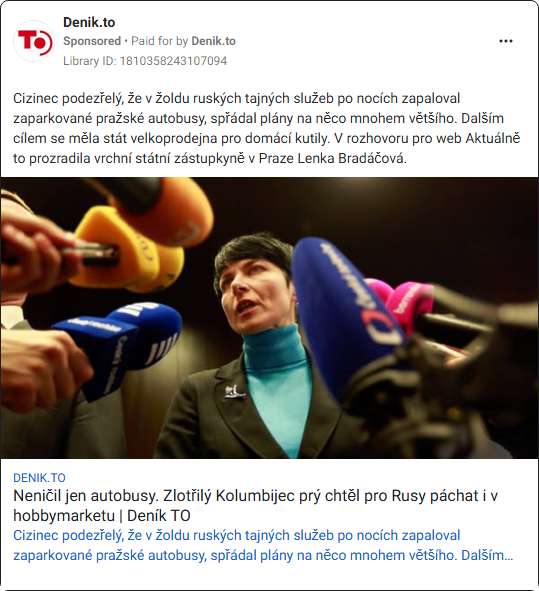 Denik.to
Sponsored • Paid for by Denik.to
Library ID: 1810358243107094
Cizinec podezřelý, že v žoldu ruských tajných služeb po nocích zapaloval
zaparkované pražské autobusy, spřádal plány na něco mnohem většího. Dalším
cílem se měla stát velkoprodejna pro domácí kutily. V rozhovoru pro web Aktuálně
to prozradila vrchní státní zástupkyně v Praze Lenka Bradáčová.
DENIK.TO
Neničil jen autobusy. Zlotřilý Kolumbijec prý chtěl pro Rusy páchat i v
hobbymarketu | Deník TO
Cizinec podezřelý, že v žoldu ruských tajných služeb po nocích zapaloval
zaparkované pražské autobusy, spřádal plány na něco mnohem většího. Dalším…